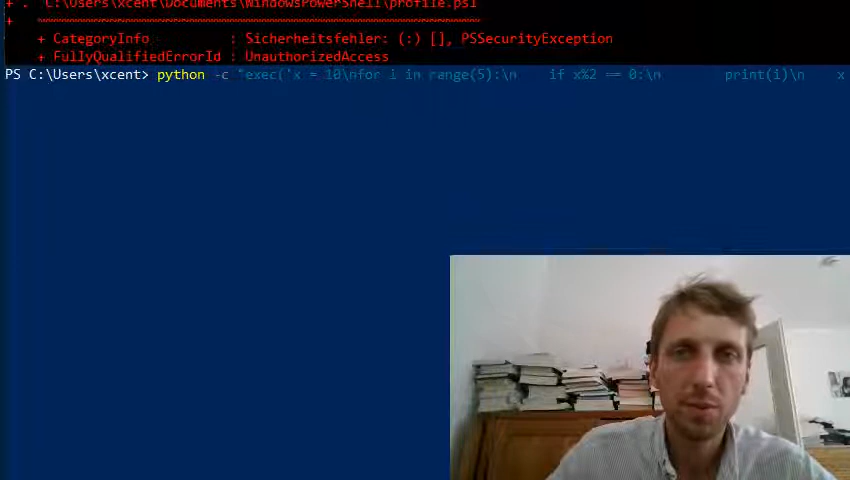 + . C:\Users\xcent\Documents\WindowsPowerShell\profile.ps1
+   ~~~~~~~~~~~~~~~~~~~~~~~~~~~~~~~~~~~~~~~~~~~~~~~~~~~~~~
+ CategoryInfo          : Sicherheitsfehler: (:) [], PSSecurityException
+ FullyQualifiedErrorId : UnauthorizedAccess
PS C:\Users\xcent> python -c "exec('x = 10\nfor i in range(5):\n    if x%2 == 0:\n        print(i)\n    x